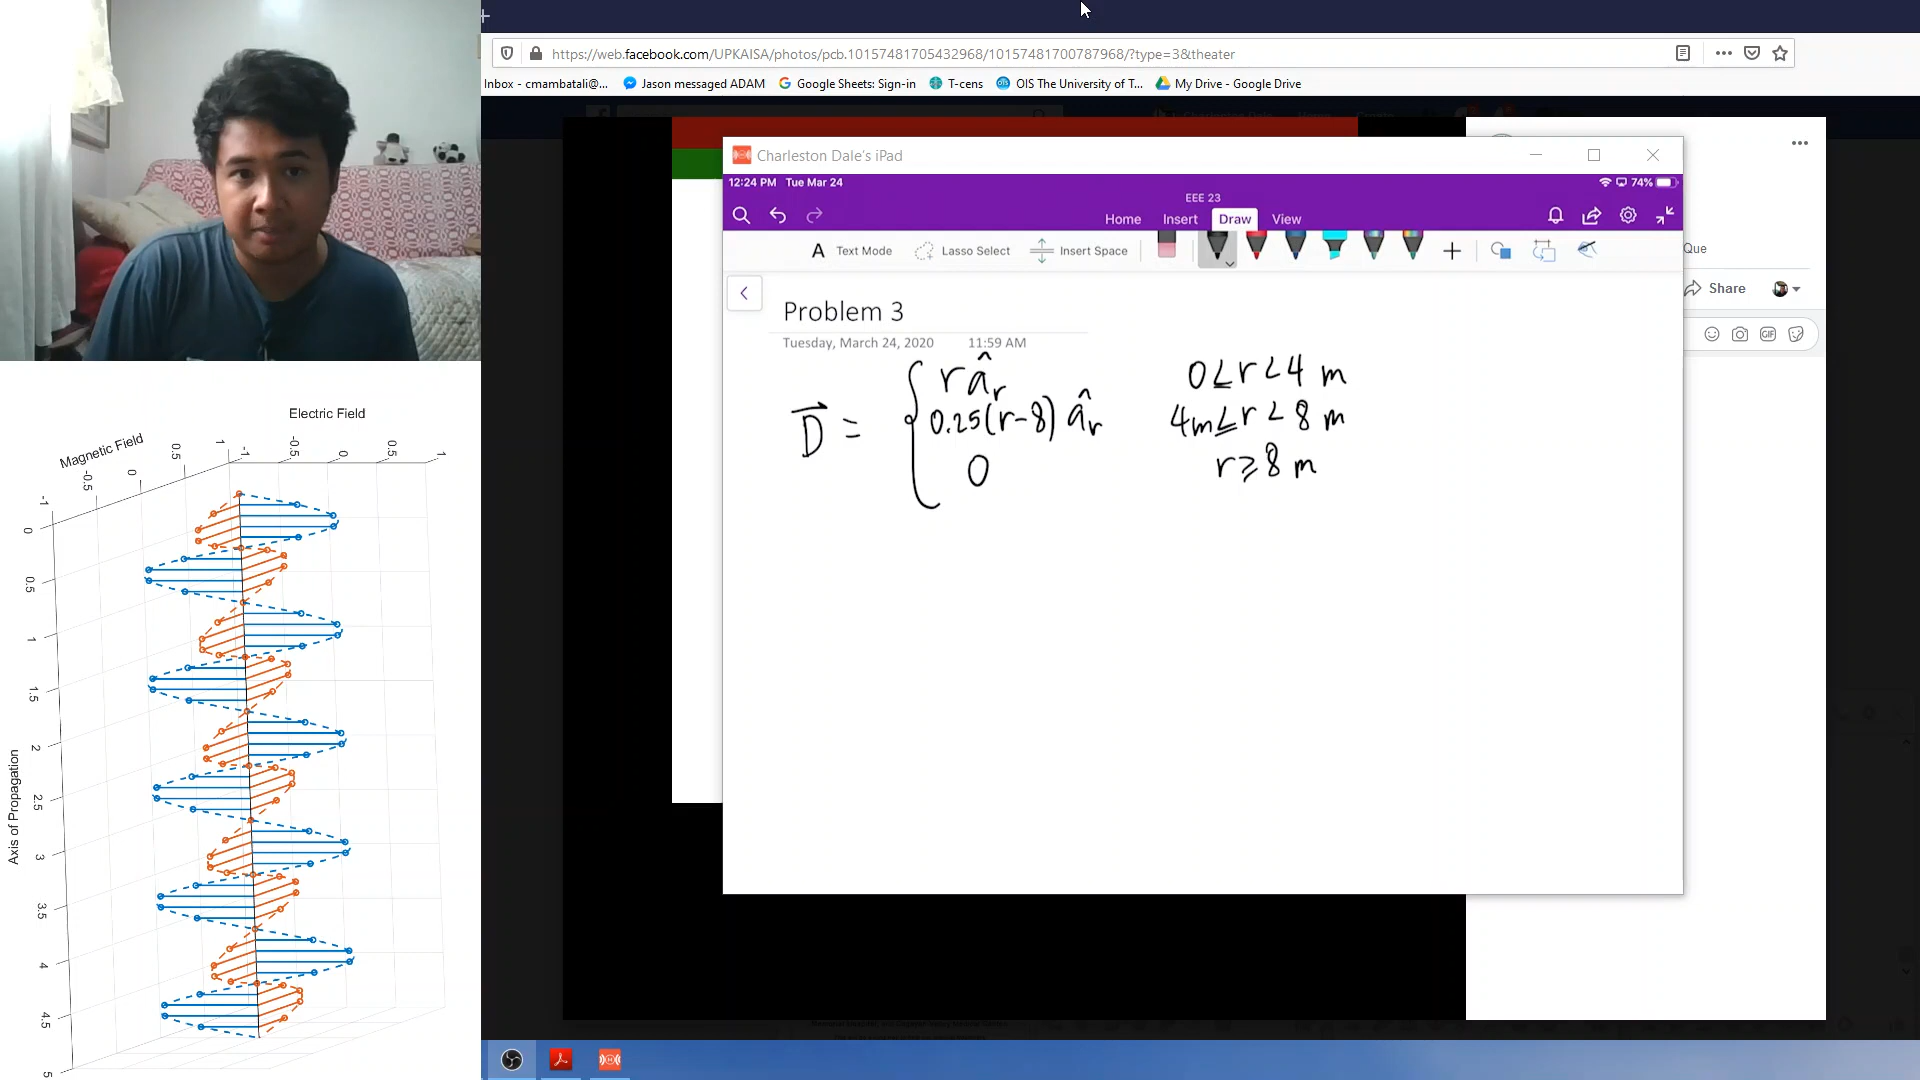 https://web.facebook.com/UPKAISA/photos/pcb.10157481705432968/10157481700787968/?type=3&theater
Inbox - cmambatali@... Jason messaged ADAM Google Sheets: Sign-in T-cens OIS The University of T... My Drive - Google Drive
Charleston Dale's iPad
12:24 PM Tue Mar 24 74%
EEE 23
Home Insert Draw View
Text Mode Lasso Select Insert Space
Que
Share
GIF
Problem 3
Tuesday, March 24, 2020 11:59 AM
r âr 0≤r<4 m
D⃗ = { 0.25(r-8) âr 4m≤r<8 m
0 r≥8 m
Electric Field
Magnetic Field
-1 -0.5 0 0.5 1
-1 -0.5 0 0.5 1
0 0.5 1 1.5 2 2.5 3 3.5 4 4.5 5
Axis of Propagation